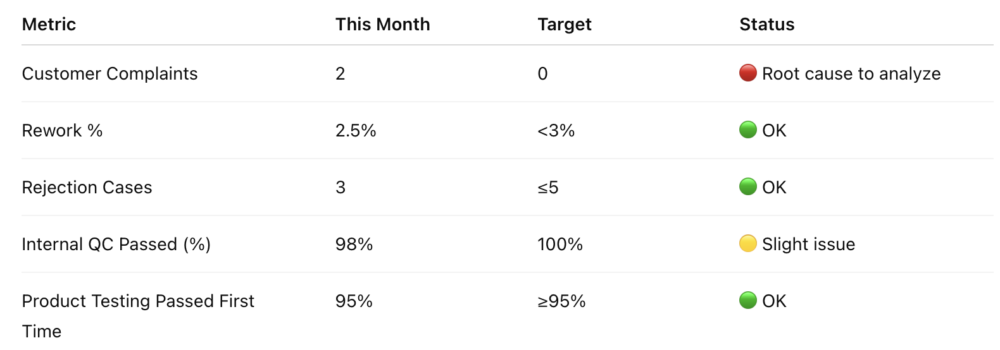 Metric This Month Target Status
Customer Complaints 2 0 🔴 Root cause to analyze
Rework % 2.5% <3% 🟢 OK
Rejection Cases 3 ≤5 🟢 OK
Internal QC Passed (%) 98% 100% 🟡 Slight issue
Product Testing Passed First 95% ≥95% 🟢 OK
Time